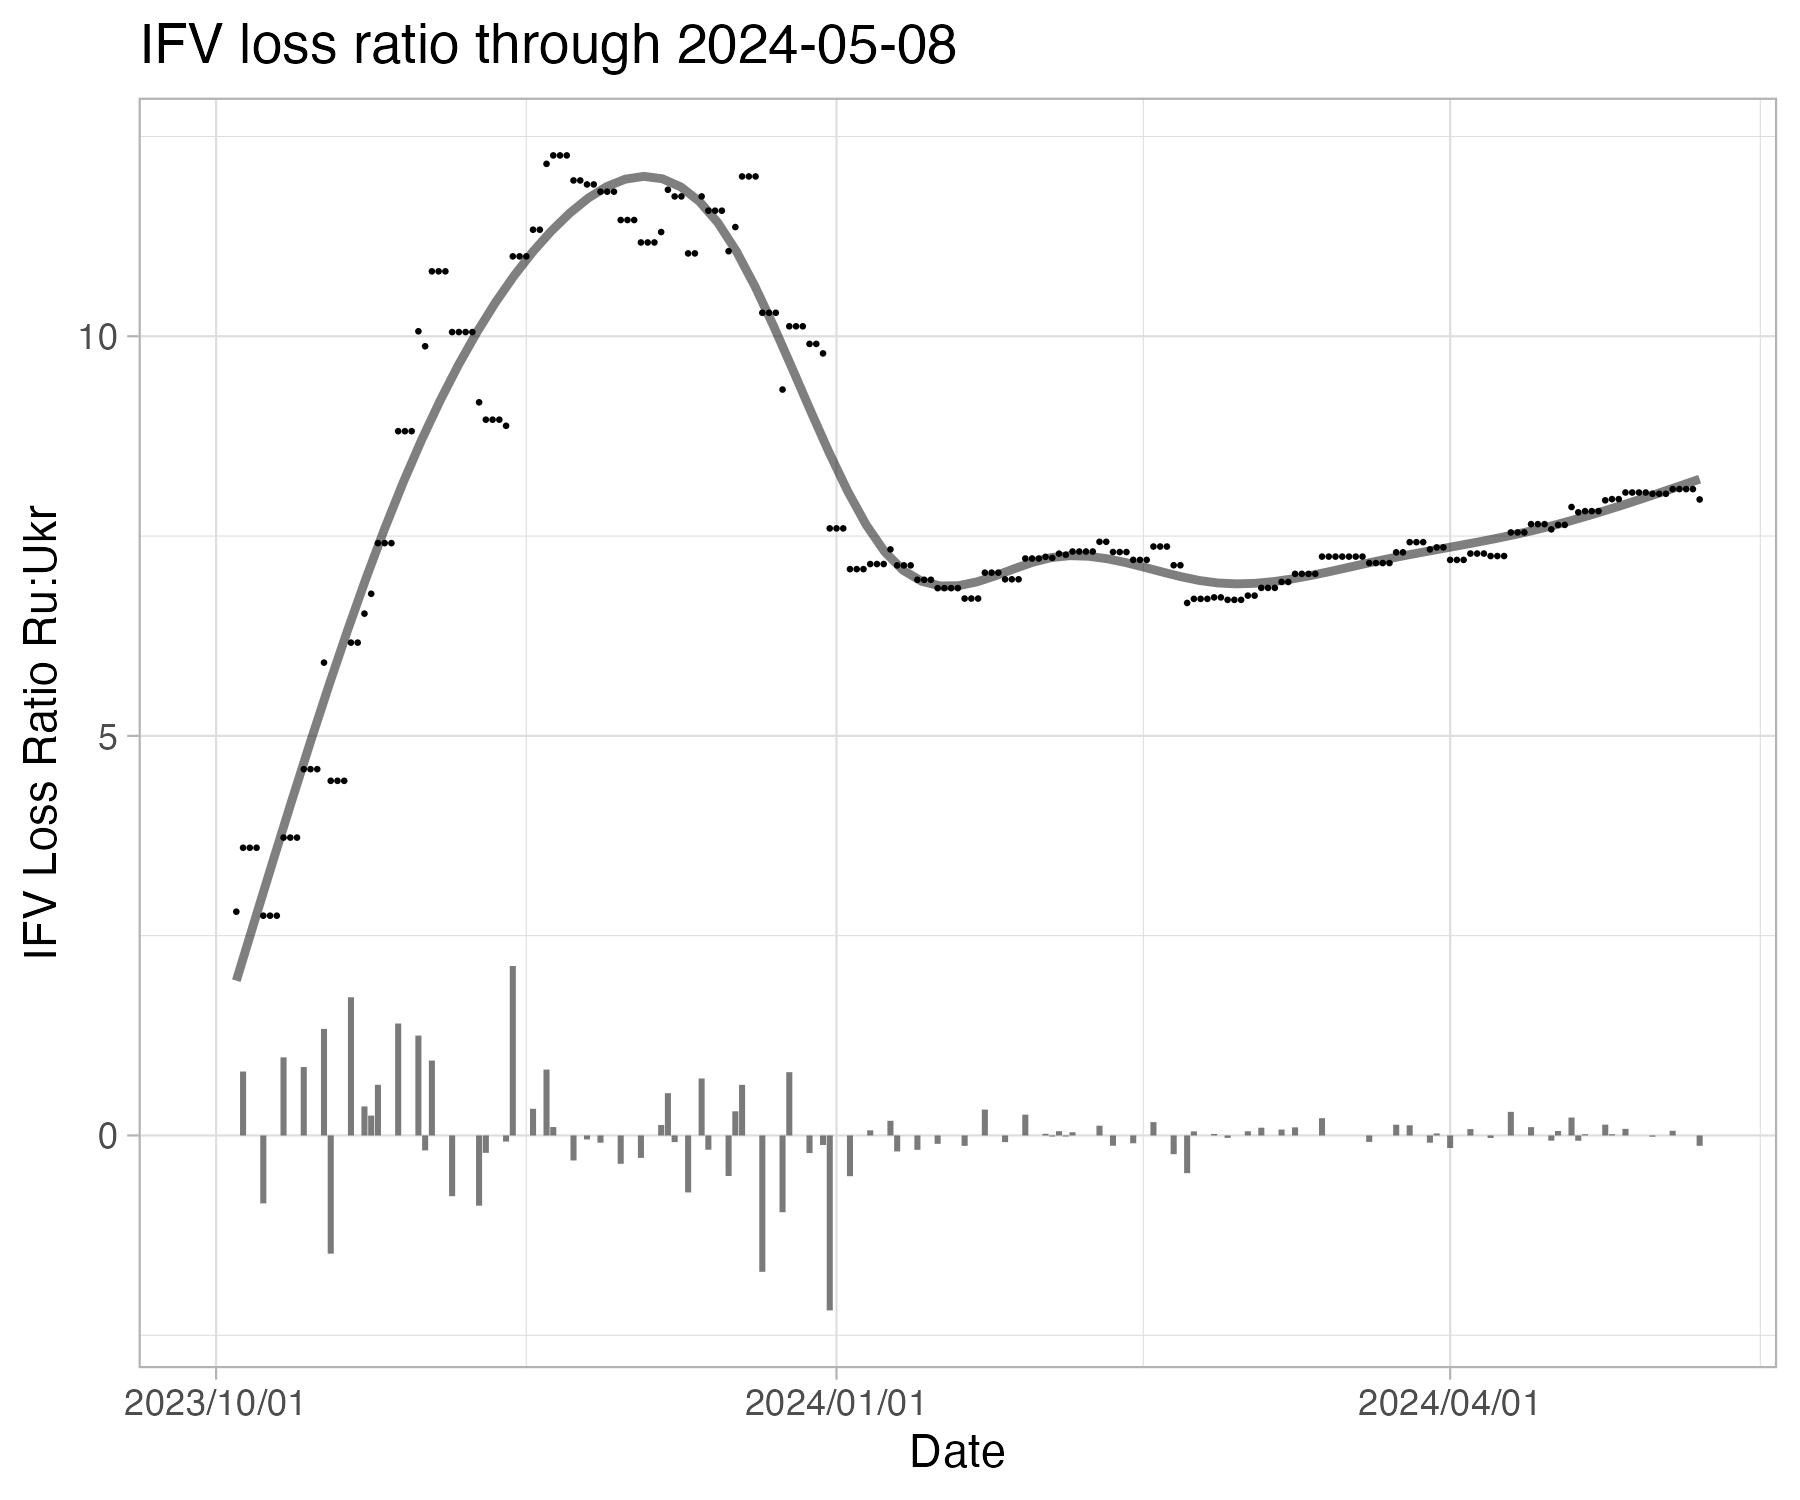 IFV loss ratio through 2024-05-08
IFV Loss Ratio Ru:Ukr
10
5
0
2023/10/01
2024/01/01
2024/04/01
Date